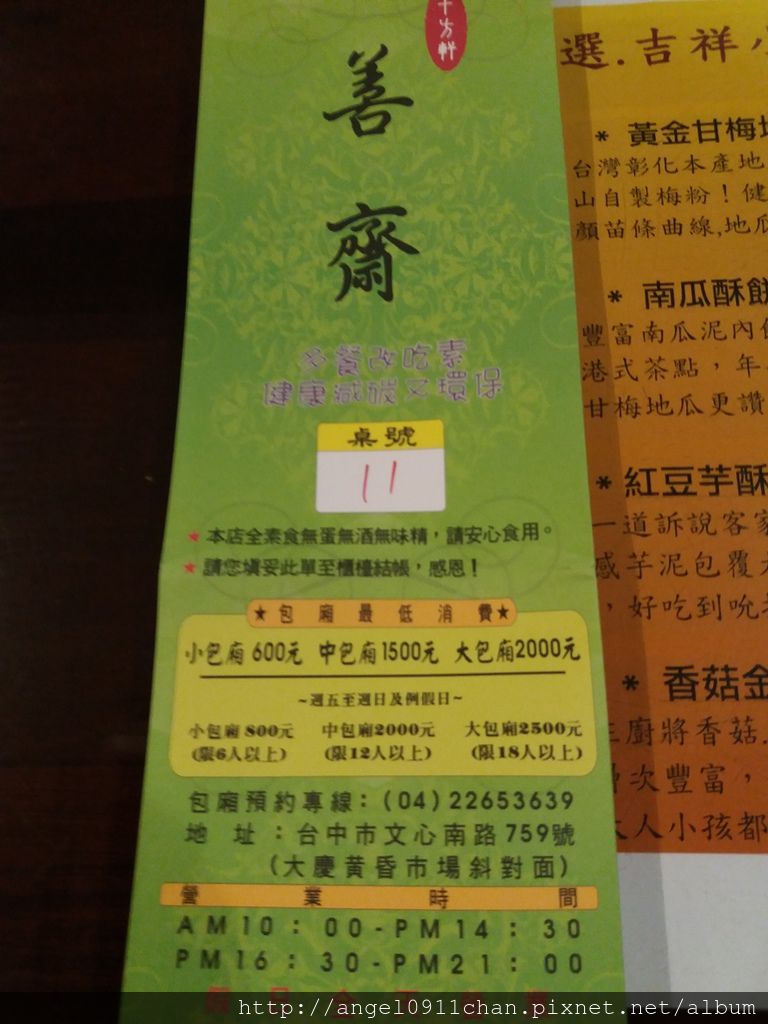 十方軒
善齋
多餐改吃素
健康減碳又環保
桌號
11
★本店全素食無蛋無酒無味精，請安心食用。
★請您填妥此單至櫃檯結帳，感恩！
★包廂最低消費★
小包廂600元 中包廂1500元 大包廂2000元
~週五至週日及例假日~
小包廂800元 中包廂2000元 大包廂2500元
(限6人以上) (限12人以上) (限18人以上)
包廂預約專線：(04)22653639
地 址：台中市文心南路759號
(大慶黃昏市場斜對面)
營業時間
AM10：00-PM14：30
PM16：30-PM21：00
選.吉祥小
* 黃金甘梅地
台灣彰化本產地
山自製梅粉！健
顏苗條曲線,地瓜
* 南瓜酥餅
豐富南瓜泥內
港式茶點，年
甘梅地瓜更讚
* 紅豆芋酥
一道訴說客家
感芋泥包覆
，好吃到吮
* 香菇金
主廚將香菇
層次豐富，
大人小孩都
http://angel0911chan.pixnet.net/album